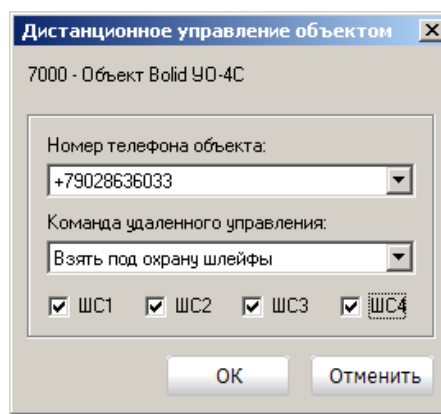 Дистанционное управление объектом
7000 - Объект Bolid УО-4С
Номер телефона объекта:
+79028636033
Команда удаленного управления:
Взять под охрану шлейфы
ШС1 ШС2 ШС3 ШС4
ОК Отменить